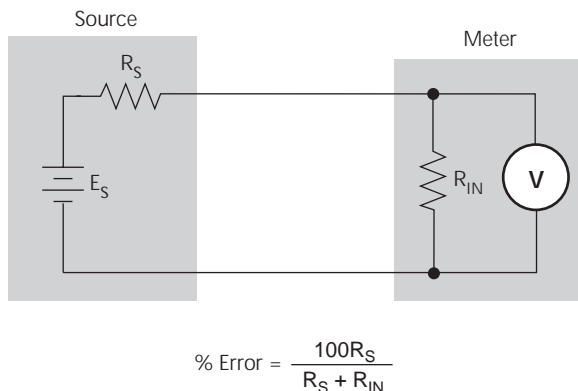 Source
Meter
R_S
E_S
R_IN
V
% Error = 100R_S / R_S + R_IN